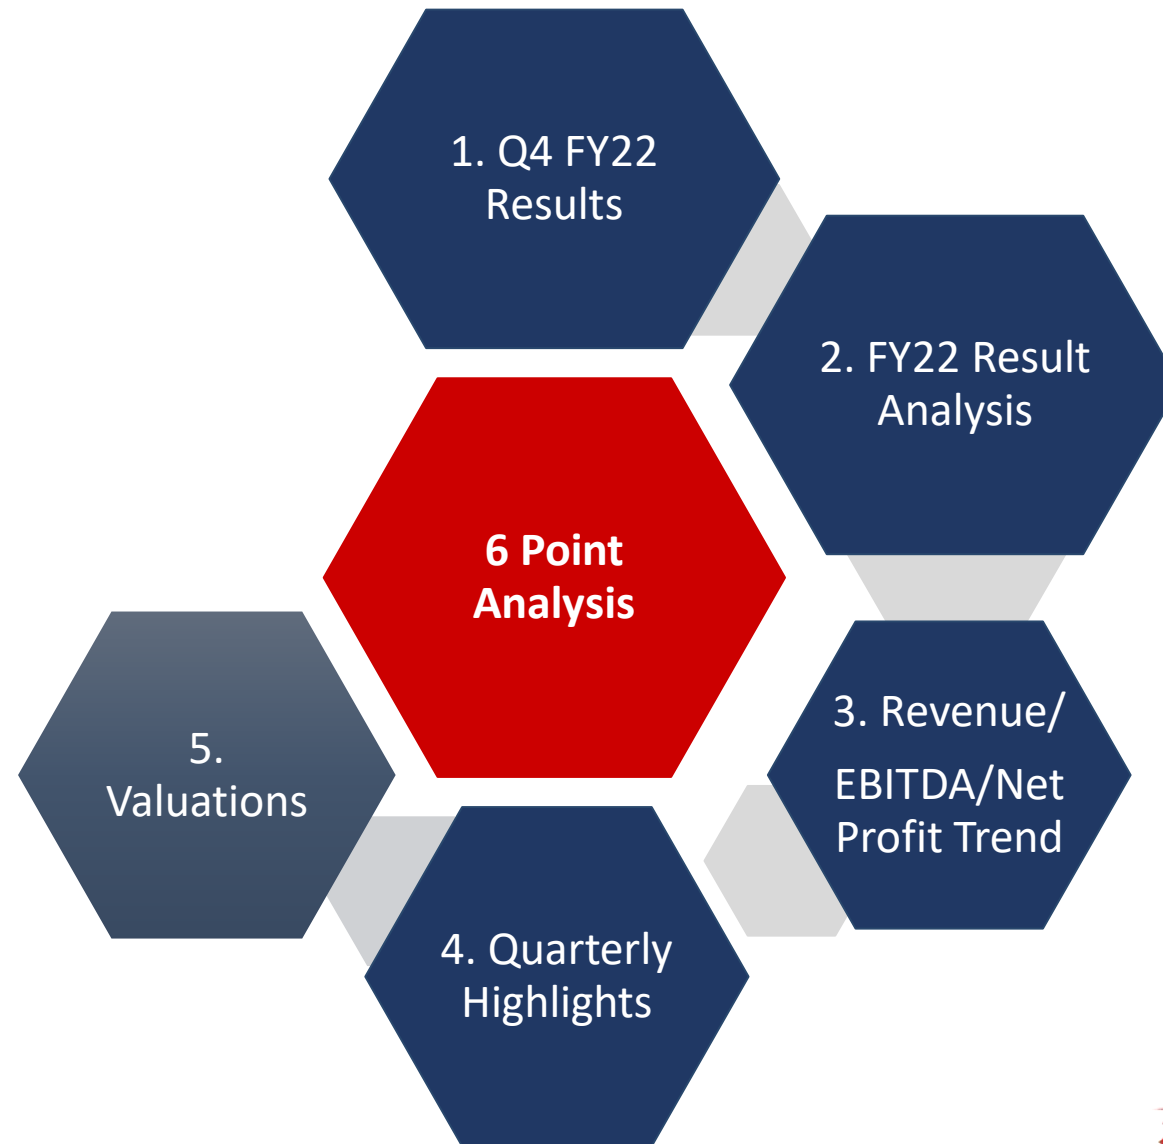 1. Q4 FY22
Results
2. FY22 Result
Analysis
6 Point
Analysis
3. Revenue/
EBITDA/Net
Profit Trend
5.
Valuations
4. Quarterly
Highlights